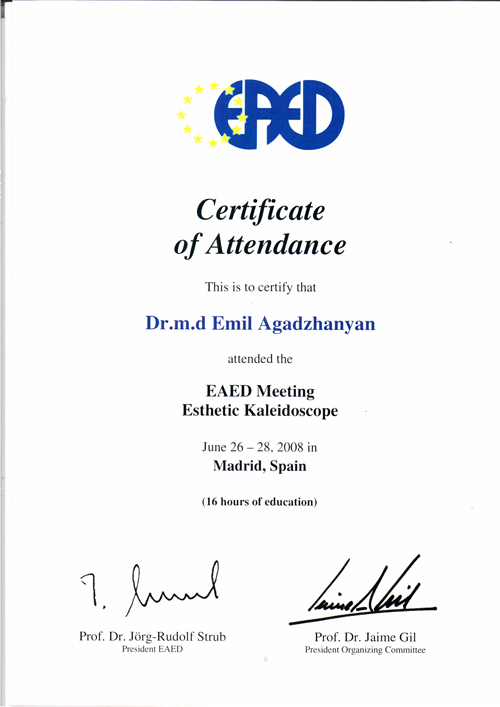 EAED
Certificate
of Attendance
This is to certify that
Dr.m.d Emil Agadzhanyan
attended the
EAED Meeting
Esthetic Kaleidoscope
June 26 – 28, 2008 in
Madrid, Spain
(16 hours of education)
Prof. Dr. Jörg-Rudolf Strub
President EAED
Prof. Dr. Jaime Gil
President Organizing Committee